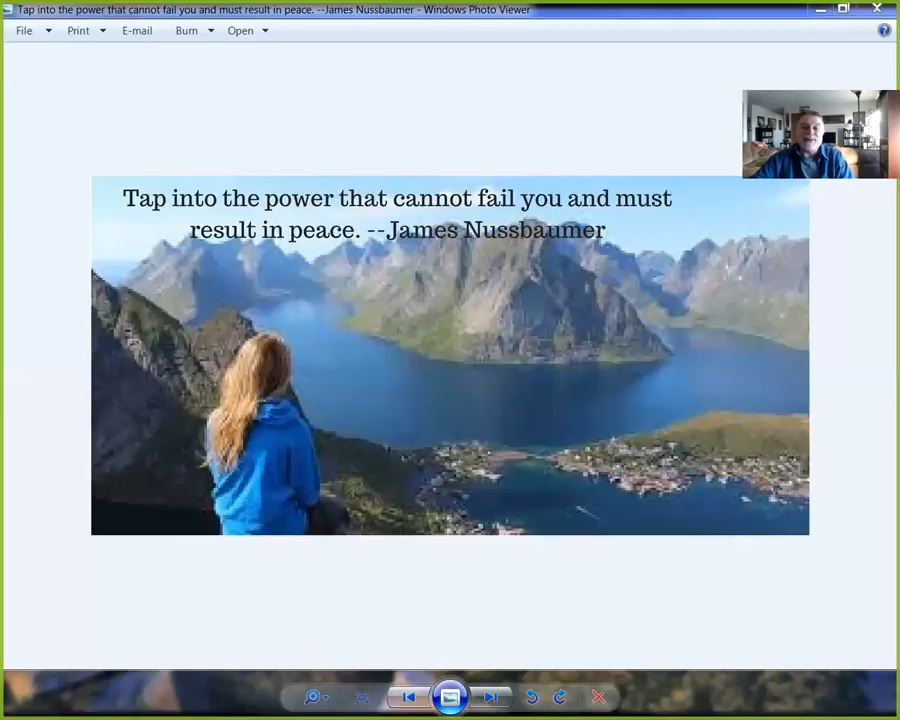 Tap into the power that cannot fail you and must result in peace. --James Nussbaumer - Windows Photo Viewer
File Print E-mail Burn Open
Tap into the power that cannot fail you and must
result in peace. --James Nussbaumer